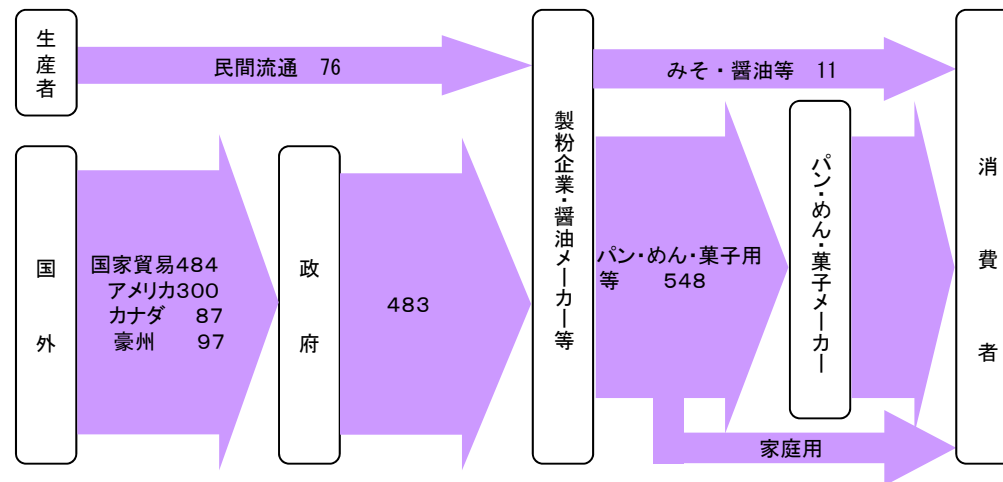 生産者
民間流通　76
みそ・醤油等　11
国外
国家貿易484
アメリカ300
カナダ　87
豪州　97
政府
483
製粉企業・醤油メーカー等
パン・めん・菓子用
等　548
パン・めん・菓子メーカー
家庭用
消費者